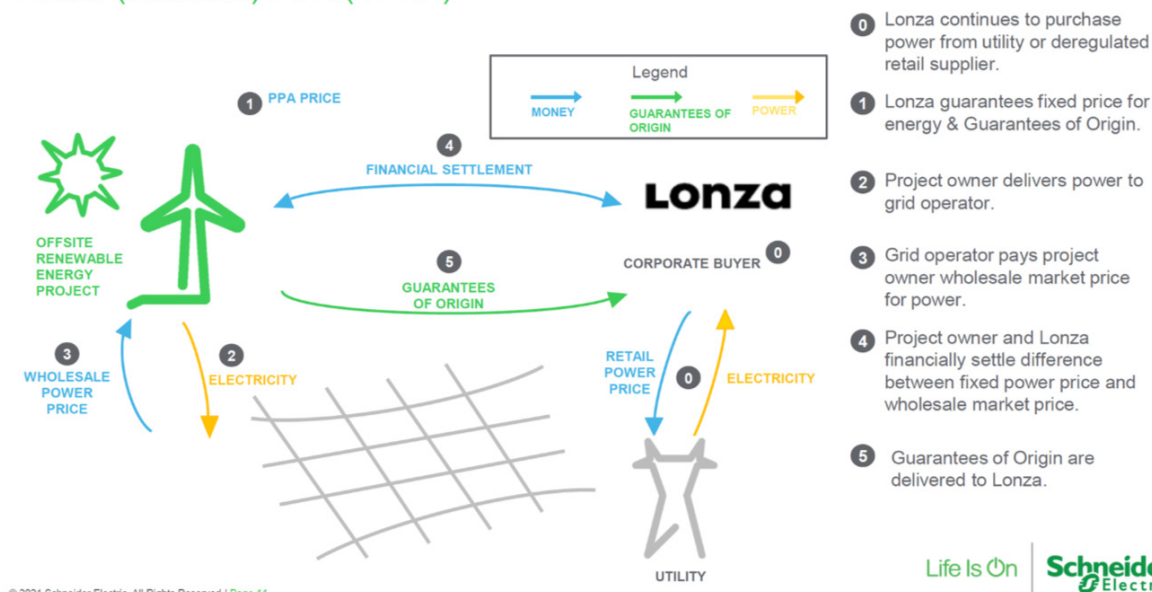 0 Lonza continues to purchase
power from utility or deregulated
retail supplier.
Legend
MONEY
GUARANTEES OF
ORIGIN
POWER
1 PPA PRICE
1 Lonza guarantees fixed price for
energy & Guarantees of Origin.
4
FINANCIAL SETTLEMENT
Lonza
2 Project owner delivers power to
grid operator.
OFFSITE
RENEWABLE
ENERGY
PROJECT
CORPORATE BUYER 0
5
GUARANTEES
OF ORIGIN
3 Grid operator pays project
owner wholesale market price
for power.
3
WHOLESALE
POWER
PRICE
2
ELECTRICITY
RETAIL
POWER
PRICE
0
ELECTRICITY
4 Project owner and Lonza
financially settle difference
between fixed power price and
wholesale market price.
5 Guarantees of Origin are
delivered to Lonza.
UTILITY
Life Is On
Schneide
Electr